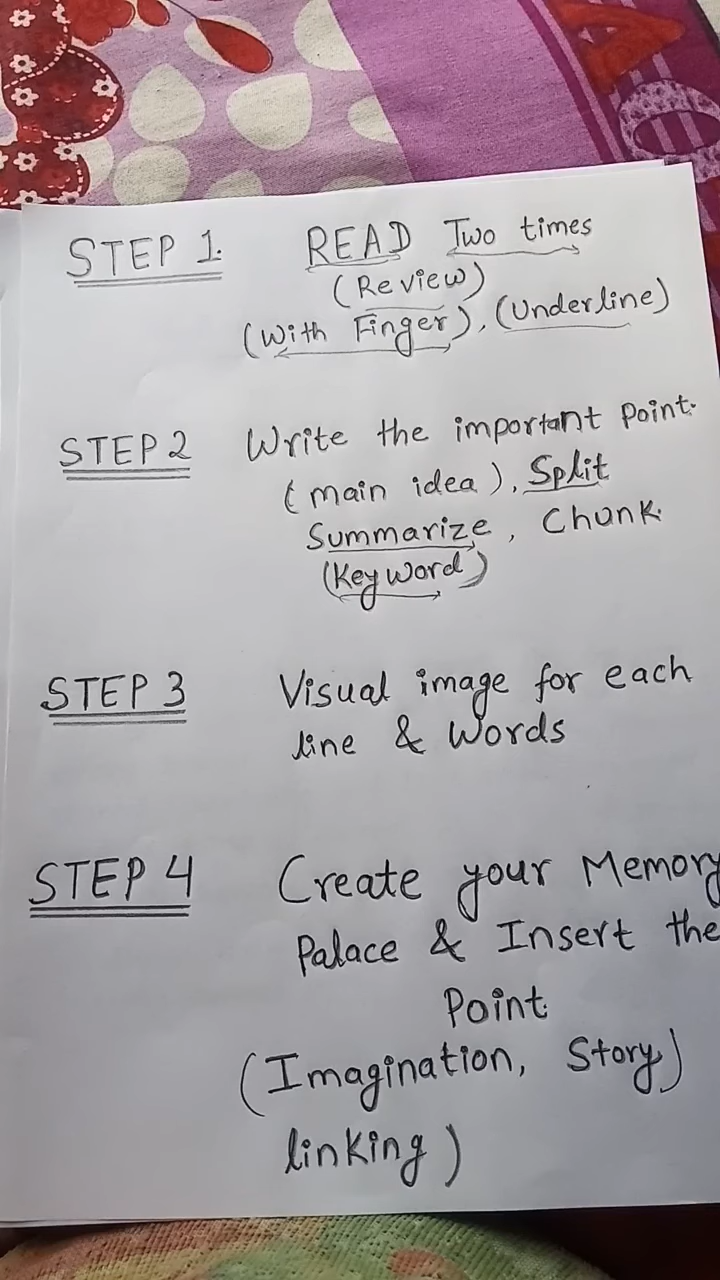 STEP 1. READ Two times
(Review)
(With Finger), (Underline)
STEP 2 Write the important Point.
(main idea), Split
Summarize, Chunk.
(Keyword)
STEP 3 Visual image for each
line & Words
STEP 4 Create your Memory
Palace & Insert the
Point.
(Imagination, Story)
linking)